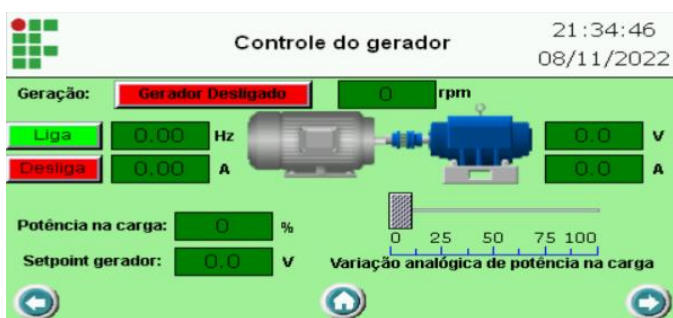 Controle do gerador
21:34:46
08/11/2022
Geração: Gerador Desligado 0 rpm
Liga 0.00 Hz 0.0 V
Desliga 0.00 A 0.0 A
Potência na carga: 0 %
0 25 50 75 100
Setpoint gerador: 0.0 V
Variação analógica de potência na carga